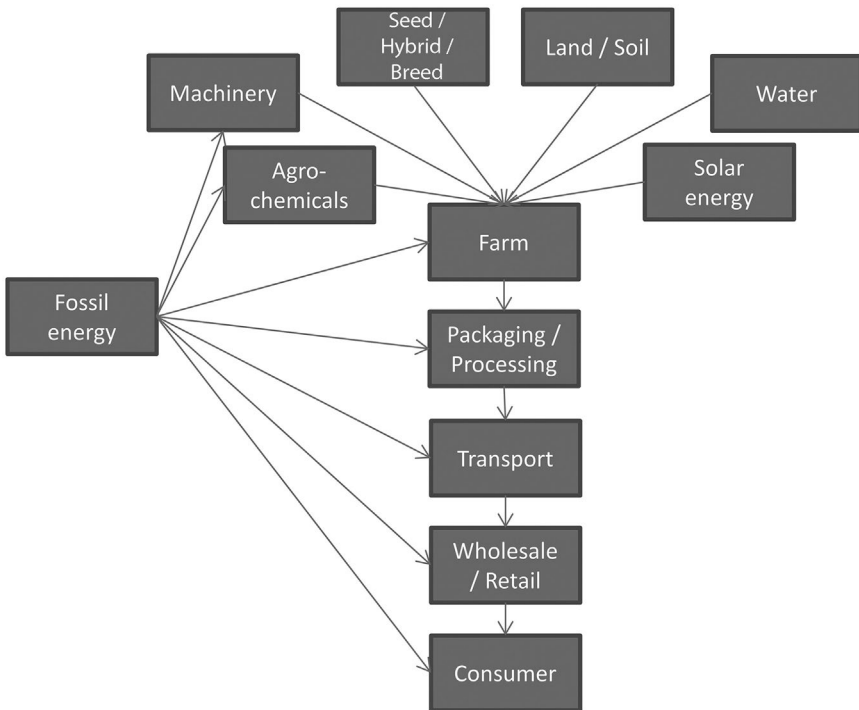 Seed /
Hybrid /
Breed
Land / Soil
Machinery
Water
Agro-
chemicals
Solar
energy
Farm
Fossil
energy
Packaging /
Processing
Transport
Wholesale
/ Retail
Consumer